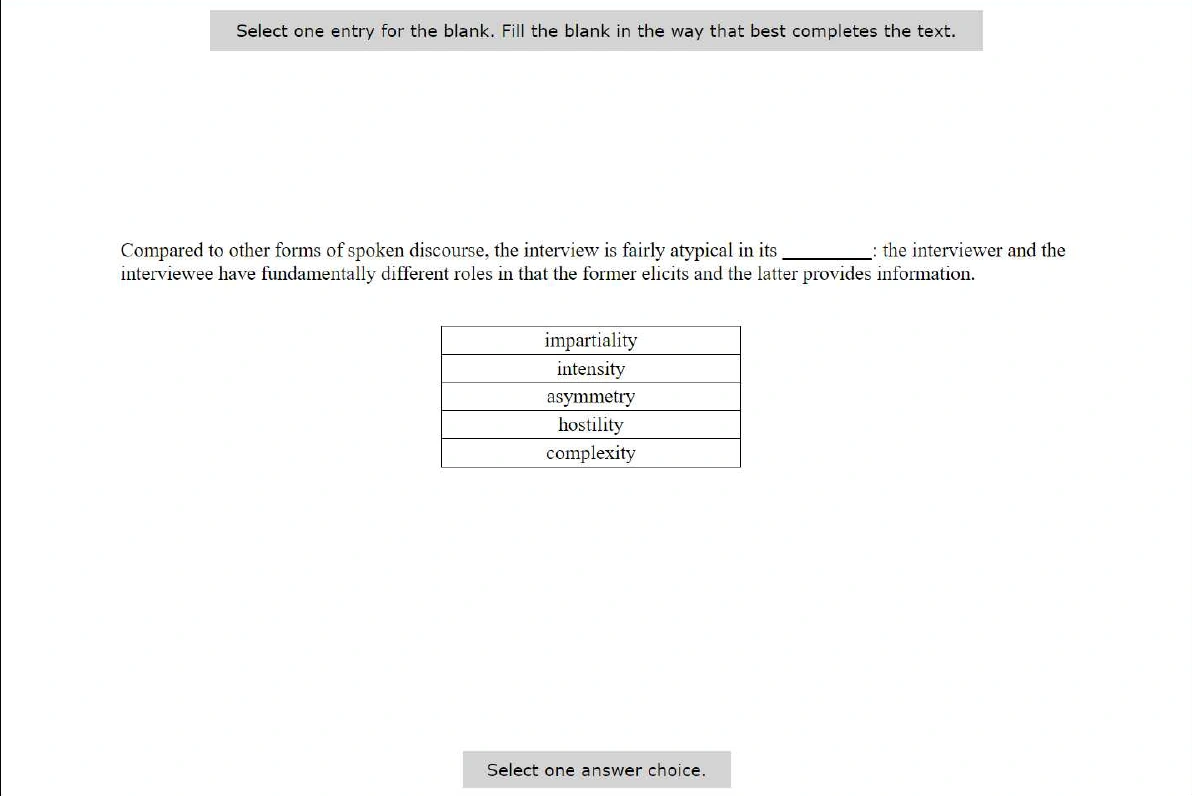 Select one entry for the blank. Fill the blank in the way that best completes the text.
Compared to other forms of spoken discourse, the interview is fairly atypical in its _________: the interviewer and the
interviewee have fundamentally different roles in that the former elicits and the latter provides information.
impartiality
intensity
asymmetry
hostility
complexity
Select one answer choice.